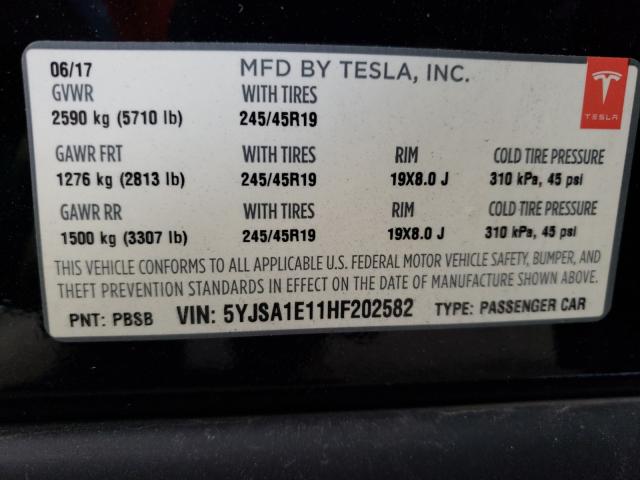 06/17 MFD BY TESLA, INC.
GVWR WITH TIRES
2590 kg (5710 lb) 245/45R19
GAWR FRT WITH TIRES RIM COLD TIRE PRESSURE
1276 kg (2813 lb) 245/45R19 19X8.0 J 310 kPa, 45 psi
GAWR RR WITH TIRES RIM COLD TIRE PRESSURE
1500 kg (3307 lb) 245/45R19 19X8.0 J 310 kPa, 45 psi
THIS VEHICLE CONFORMS TO ALL APPLICABLE U.S. FEDERAL MOTOR VEHICLE SAFETY, BUMPER, AND
THEFT PREVENTION STANDARDS IN EFFECT ON THE DATE OF MANUFACTURE SHOWN ABOVE.
PNT: PBSB VIN: 5YJSA1E11HF202582 TYPE: PASSENGER CAR
TESLA